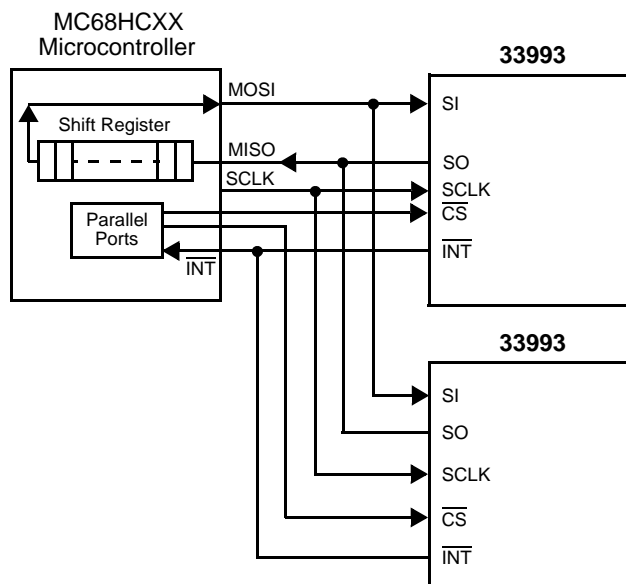 MC68HCXX
Microcontroller
Shift Register
Parallel
Ports
INT
MOSI
MISO
SCLK
33993
SI
SO
SCLK
CS
INT
33993
SI
SO
SCLK
CS
INT